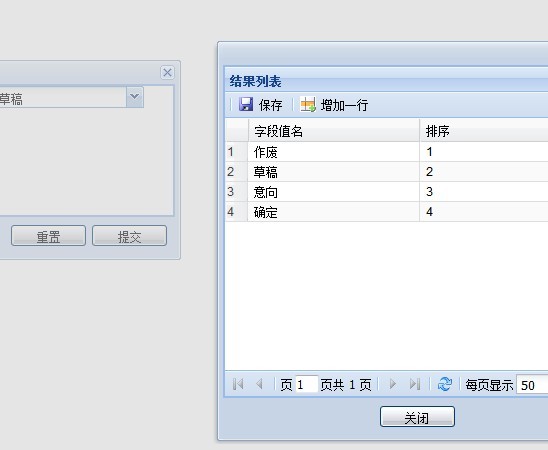 草稿
重置 提交
结果列表
保存 增加一行
字段值名 排序
1 作废 1
2 草稿 2
3 意向 3
4 确定 4
页 1 页共 1 页 每页显示 50
关闭